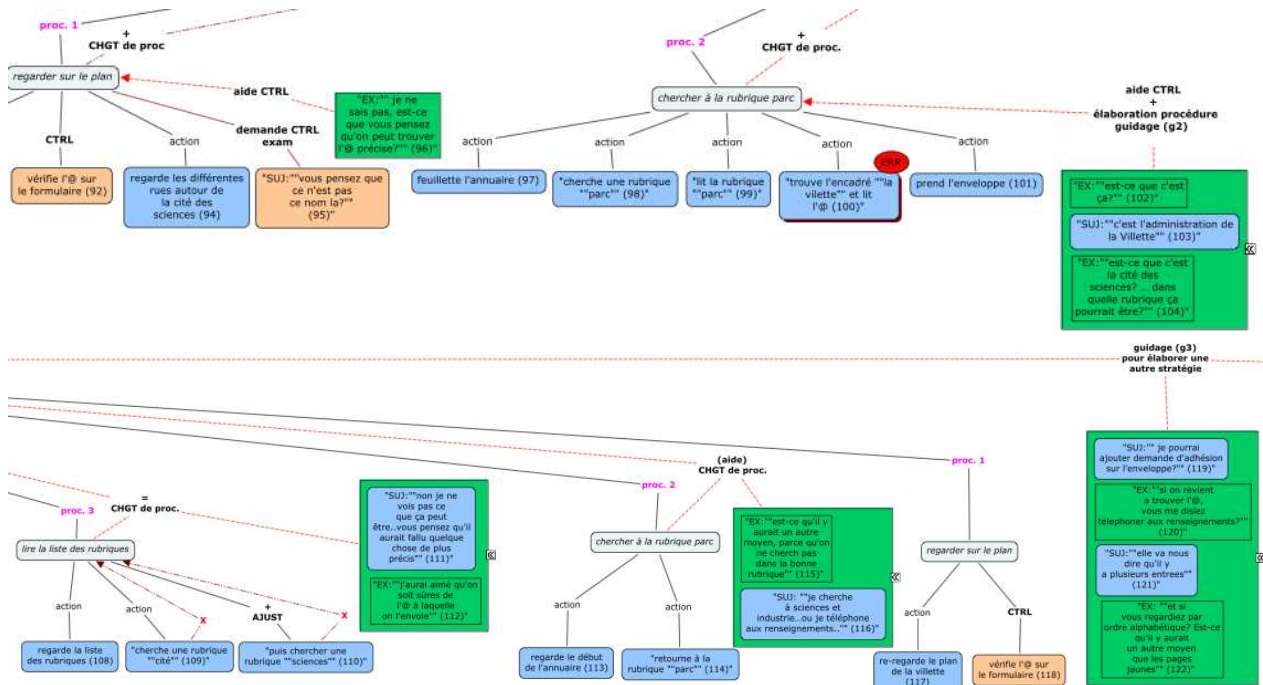 proc. 1
+
CHGT de proc
regarder sur le plan
aide CTRL
"EX:"" je ne
sais pas, est-ce
que vous pensez
qu'on peut trouver
l'@ précise?"" (96)"
CTRL
action
demande CTRL
exam
vérifie l'@ sur
le formulaire (92)
regarde les différentes
rues autour de
la cité des
sciences (94)
"SUJ:""vous pensez que
ce n'est pas
ce nom la?""
(95)"
proc. 2
+
CHGT de proc.
chercher à la rubrique parc
action
action
action
action
action
ERR
feuillette l'annuaire (97)
"cherche une rubrique
""parc"" (98)"
"lit la rubrique
""parc"" (99)"
"trouve l'encadré ""la
vilette"" et lit
l'@ (100)"
prend l'enveloppe (101)
aide CTRL
+
élaboration procédure
guidage (g2)
"EX:""est-ce que c'est
ça?"" (102)"
"SUJ:""c'est l'administration de
la Villette"" (103)"
"EX:""est-ce que c'est
la cité des
sciences? ... dans
quelle rubrique ça
pourrait être?"" (104)"
proc. 3
=
CHGT de proc.
lire la liste des rubriques
action
action
X
+
AJUST
X
regarde la liste
des rubriques (108)
"cherche une rubrique
""cité"" (109)"
"puis chercher une
rubrique ""sciences"" (110)"
"SUJ:""non je ne
vois pas ce
que ça peut
être..vous pensez qu'il
aurait fallu quelque
chose de plus
précis"" (111)"
"EX:""j'aurai aimé qu'on
soit sûres de
l'@ à laquelle
on l'envoie"" (112)"
proc. 2
(aide)
CHGT de proc.
chercher à la rubrique parc
action
action
regarde le début
de l'annuaire (113)
"retourne à la
rubrique ""parc"" (114)"
"EX:""est-ce qu'il y
aurait un autre
moyen, parce qu'on
ne cherch pas
dans la bonne
rubrique"" (115)"
"SUJ: ""je cherche
à sciences et
industrie...ou je téléphone
aux renseignements.."" (116)"
proc. 1
regarder sur le plan
action
CTRL
re-regarde le plan
de la villette
(117)
vérifie l'@ sur
le formulaire (118)
guidage (g3)
pour élaborer une
autre stratégie
"SUJ:"" je pourrai
ajouter demande d'adhésion
sur l'enveloppe?"" (119)"
"EX:""si on revient
a trouver l'@,
vous me disiez
telephoner aux renseignements?""
(120)"
"SUJ:""elle va nous
dire qu'il y
a plusieurs entrees""
(121)"
"EX: ""et si
vous regardiez par
ordre alphabétique? Est-ce
qu'il y aurait
un autre moyen
que les pages
jaunes"" (122)"